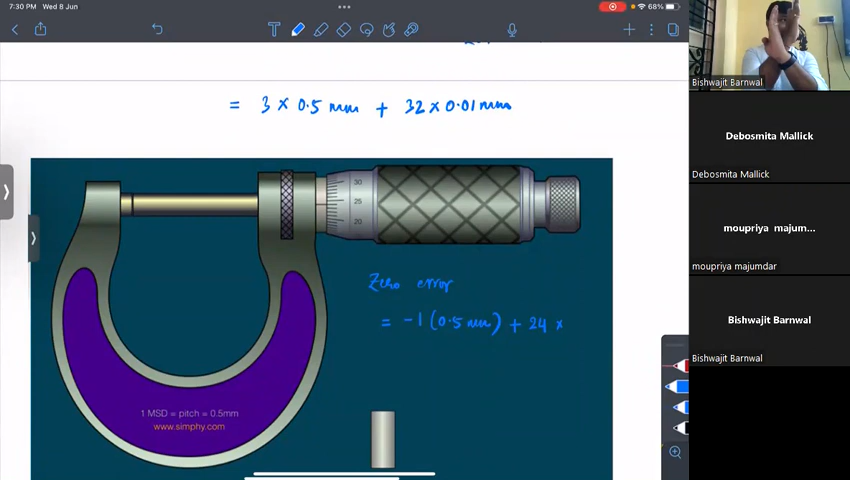 7:30 PM Wed 8 Jun
68%
= 3 × 0.5 mm + 32 × 0.01 mm
30
25
20
Zero error
= -1 (0.5 mm) + 24 ×
1 MSD = pitch = 0.5mm
www.simphy.com
Bishwajit Barnwal
Debosmita Mallick
Debosmita Mallick
moupriya majum...
moupriya majumdar
Bishwajit Barnwal
Bishwajit Barnwal